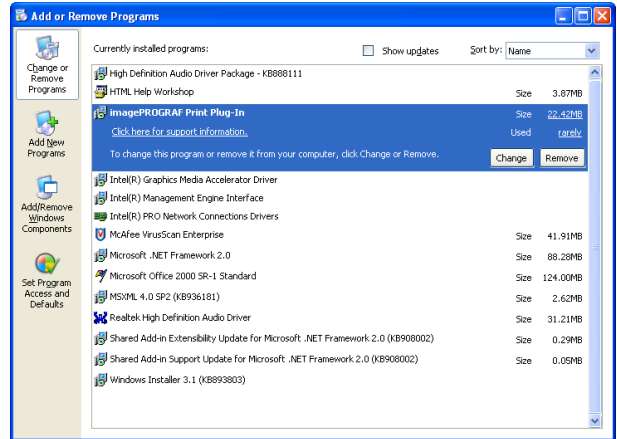 Add or Remove Programs
Change or
Remove
Programs
Add New
Programs
Add/Remove
Windows
Components
Set Program
Access and
Defaults
Currently installed programs: Show updates Sort by: Name
High Definition Audio Driver Package - KB888111
HTML Help Workshop Size 3.87MB
imagePROGRAF Print Plug-In Size 22.42MB
Click here for support information. Used rarely
To change this program or remove it from your computer, click Change or Remove. Change Remove
Intel(R) Graphics Media Accelerator Driver
Intel(R) Management Engine Interface
Intel(R) PRO Network Connections Drivers
McAfee VirusScan Enterprise Size 41.91MB
Microsoft .NET Framework 2.0 Size 88.28MB
Microsoft Office 2000 SR-1 Standard Size 124.00MB
MSXML 4.0 SP2 (KB936181) Size 2.62MB
Realtek High Definition Audio Driver Size 31.21MB
Shared Add-in Extensibility Update for Microsoft .NET Framework 2.0 (KB908002) Size 0.29MB
Shared Add-in Support Update for Microsoft .NET Framework 2.0 (KB908002) Size 0.05MB
Windows Installer 3.1 (KB893803)